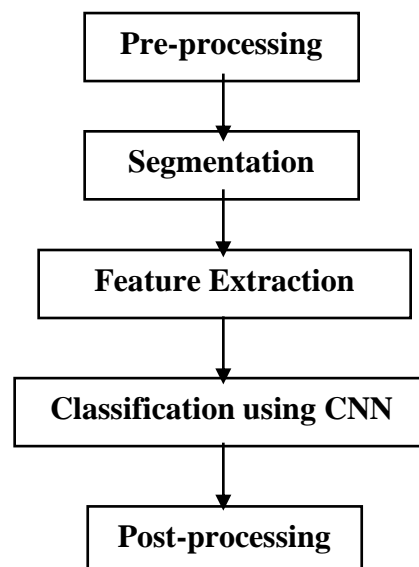 Pre-processing
Segmentation
Feature Extraction
Classification using CNN
Post-processing